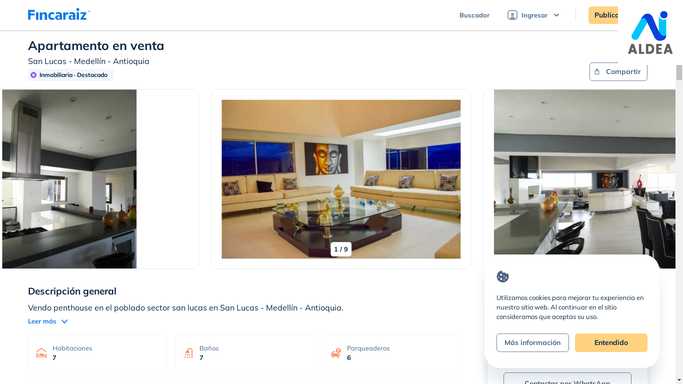 Fincaraiz
Buscador
Ingresar
Publica
ALDEA
Apartamento en venta
San Lucas - Medellín - Antioquia
Inmobiliaria - Destacado
Compartir
1 / 9
Descripción general
Vendo penthouse en el poblado sector san lucas en San Lucas - Medellín - Antioquia.
Leer más
Habitaciones
7
Baños
7
Parqueaderos
6
Utilizamos cookies para mejorar tu experiencia en
nuestro sitio web. Al continuar en el sitio
consideramos que aceptas su uso.
Más información
Entendido
Contactar por WhatsApp